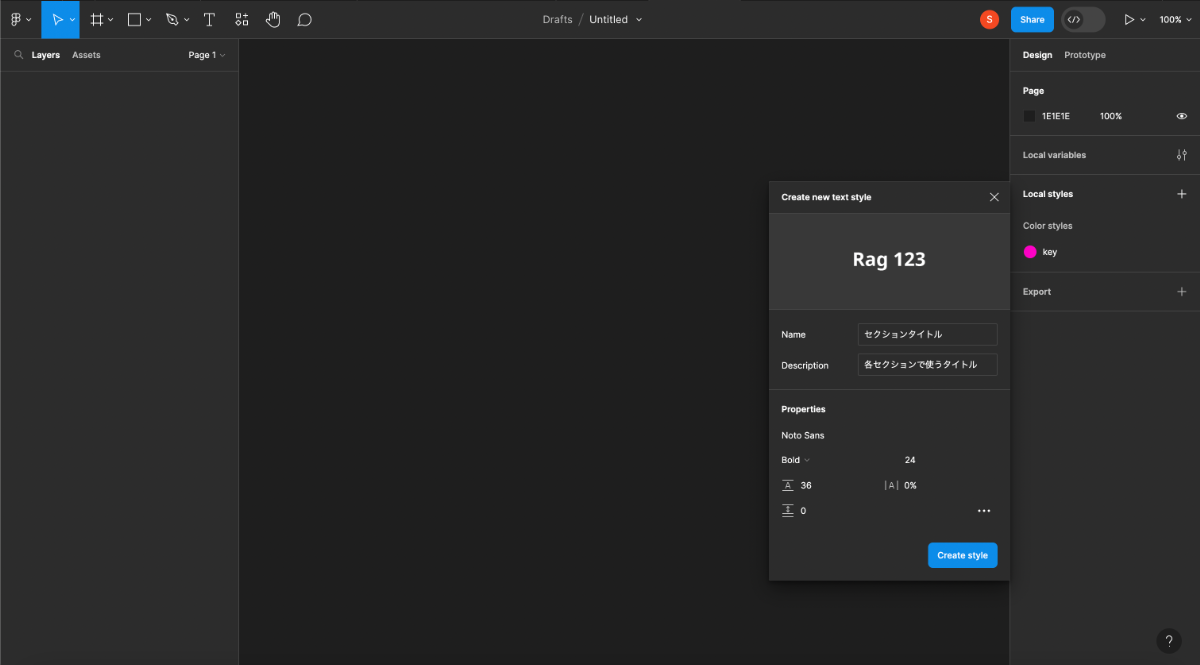 Drafts / Untitled
S
Share
100%
Layers Assets Page 1
Design Prototype
Page
1E1E1E 100%
Local variables
Local styles
Color styles
key
Export
Create new text style
Rag 123
Name セクションタイトル
Description 各セクションで使うタイトル
Properties
Noto Sans
Bold 24
A 36 |A| 0%
0
Create style
?